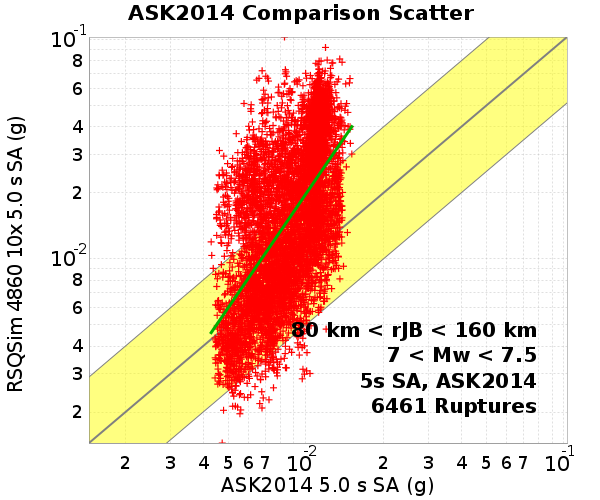 ASK2014 Comparison Scatter
RSQSim 4860 10x 5.0 s SA (g)
10-1
8
6
4
3
2
10-2
8
6
4
3
2
80 km < rJB < 160 km
7 < Mw < 7.5
5s SA, ASK2014
6461 Ruptures
2 3 4 5 6 7 10-2 2 3 4 5 6 7 10-1
ASK2014 5.0 s SA (g)